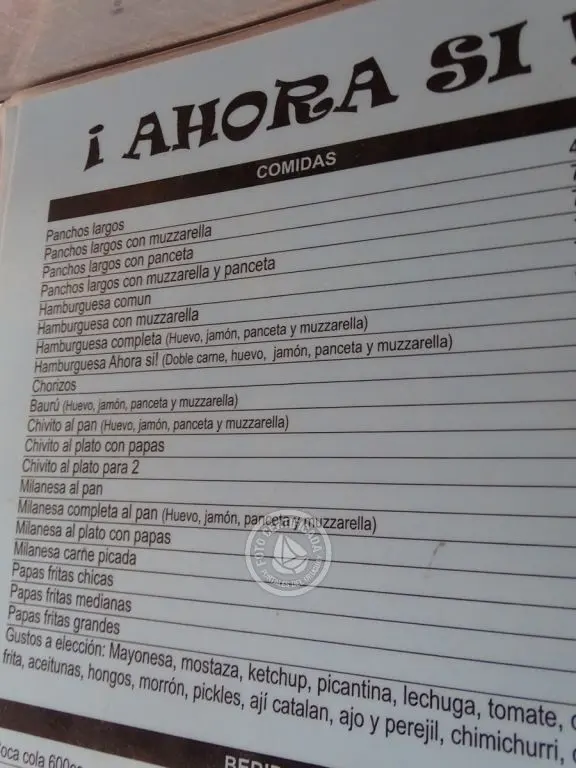 ¡ AHORA SI !
COMIDAS
Panchos largos
Panchos largos con muzzarella
Panchos largos con panceta
Panchos largos con muzzarella y panceta
Hamburguesa comun
Hamburguesa con muzzarella
Hamburguesa completa (Huevo, jamón, panceta y muzzarella)
Hamburguesa Ahora si! (Doble carne, huevo, jamón, panceta y muzzarella)
Chorizos
Baurú (Huevo, jamón, panceta y muzzarella)
Chivito al pan (Huevo, jamón, panceta y muzzarella)
Chivito al plato con papas
Chivito al plato para 2
Milanesa al pan
Milanesa completa al pan (Huevo, jamón, panceta y muzzarella)
Milanesa al plato con papas
Milanesa carne picada
Papas fritas chicas
Papas fritas medianas
Papas fritas grandes
Gustos a elección: Mayonesa, mostaza, ketchup, picantina, lechuga, tomate,
frita, aceitunas, hongos, morrón, pickles, ají catalan, ajo y perejil, chimichurri,
oca cola